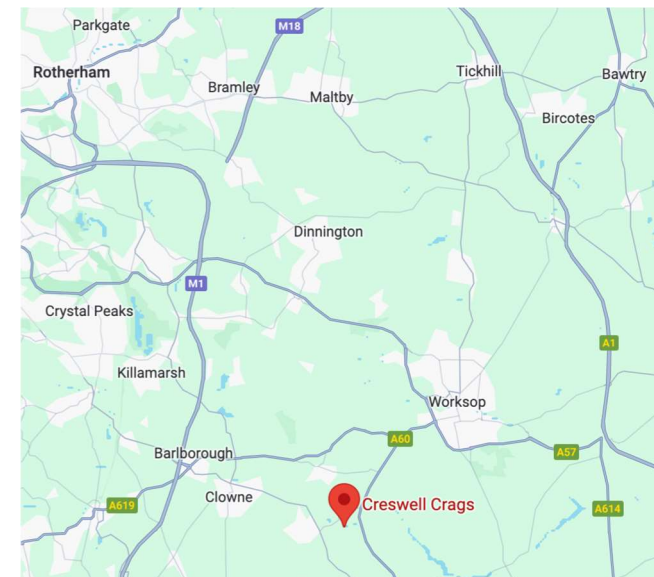 Parkgate
M18
Rotherham
Tickhill
Bawtry
Bramley
Maltby
Bircotes
Dinnington
M1
Crystal Peaks
A1
Killamarsh
Worksop
A60
Barlborough
A57
Clowne
Creswell Crags
A619
A614